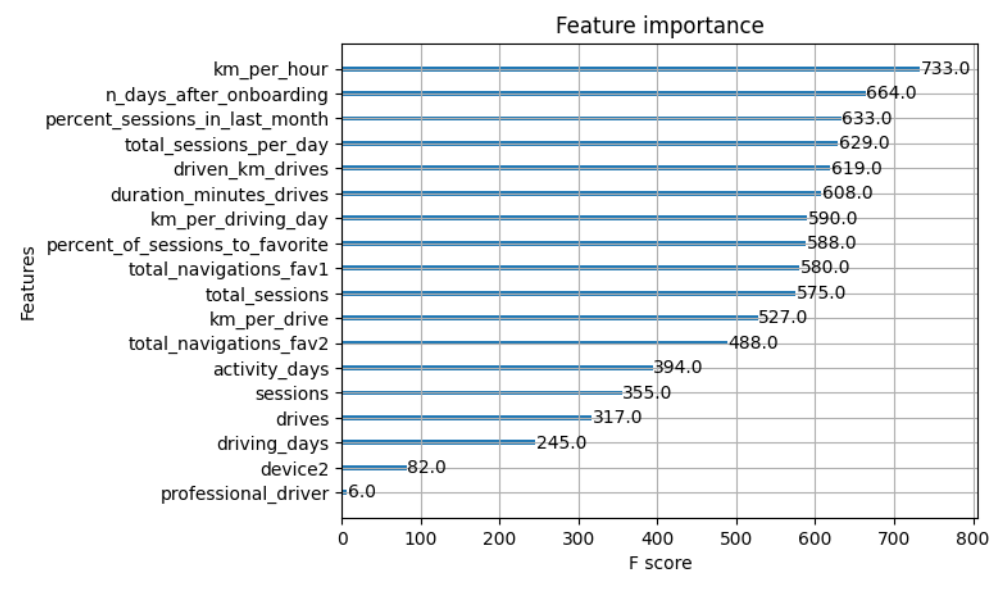 Feature importance
km_per_hour 733.0
n_days_after_onboarding 664.0
percent_sessions_in_last_month 633.0
total_sessions_per_day 629.0
driven_km_drives 619.0
duration_minutes_drives 608.0
km_per_driving_day 590.0
percent_of_sessions_to_favorite 588.0
total_navigations_fav1 580.0
total_sessions 575.0
km_per_drive 527.0
total_navigations_fav2 488.0
activity_days 394.0
sessions 355.0
drives 317.0
driving_days 245.0
device2 82.0
professional_driver 6.0
Features
0 100 200 300 400 500 600 700 800
F score